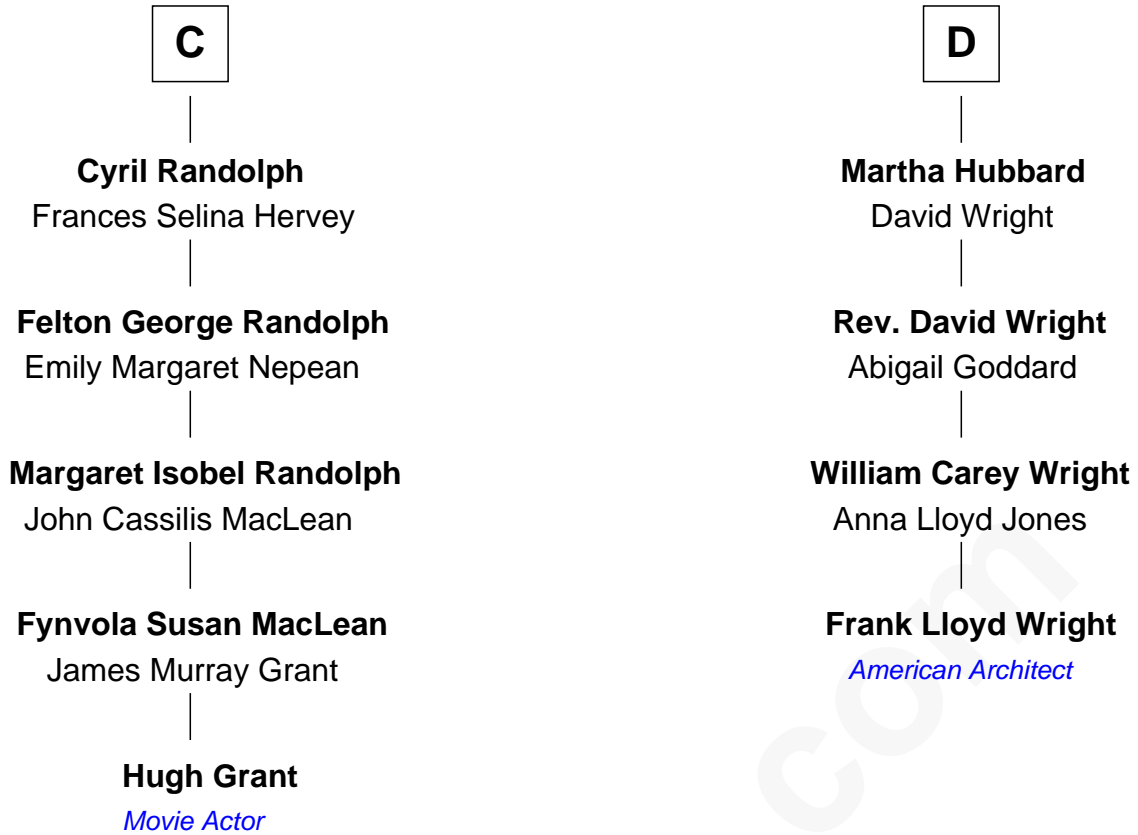 C
Cyril Randolph
Frances Selina Hervey
Felton George Randolph
Emily Margaret Nepean
Margaret Isobel Randolph
John Cassilis MacLean
Fynvola Susan MacLean
James Murray Grant
Hugh Grant
Movie Actor
D
Martha Hubbard
David Wright
Rev. David Wright
Abigail Goddard
William Carey Wright
Anna Lloyd Jones
Frank Lloyd Wright
American Architect
com